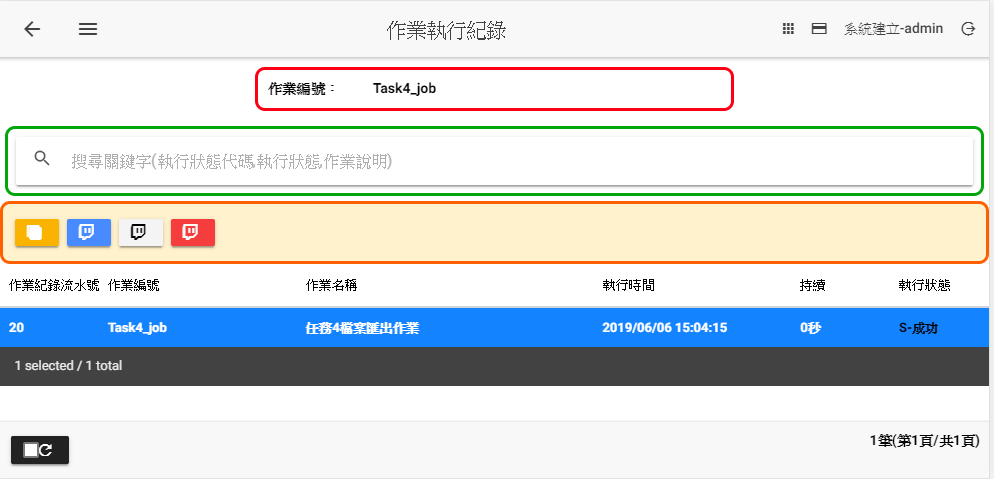 作業執行紀錄 系統建立-admin
作業編號： Task4_job
搜尋關鍵字(執行狀態代碼,執行狀態,作業說明)
作業紀錄流水號 作業編號 作業名稱 執行時間 持續 執行狀態
20 Task4_job 任務4檔案匯出作業 2019/06/06 15:04:15 0秒 S-成功
1 selected / 1 total
1筆(第1頁/共1頁)